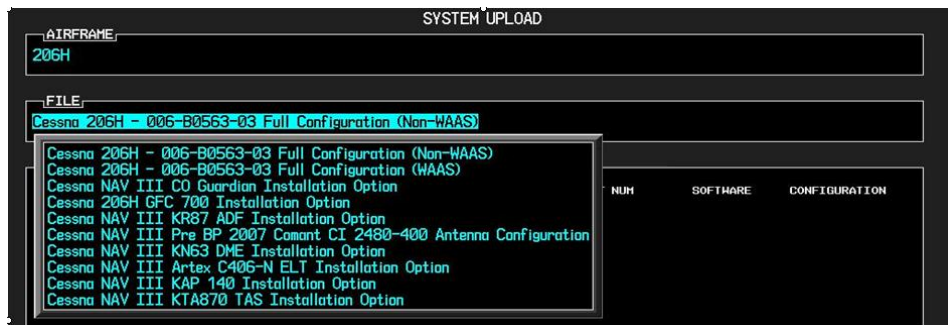 SYSTEM UPLOAD
AIRFRAME
206H
FILE
Cessna 206H - 006-B0563-03 Full Configuration (Non-WAAS)
Cessna 206H - 006-B0563-03 Full Configuration (Non-WAAS)
Cessna 206H - 006-B0563-03 Full Configuration (WAAS)
Cessna NAV III CO Guardian Installation Option
Cessna 206H GFC 700 Installation Option
Cessna NAV III KR87 ADF Installation Option
Cessna NAV III Pre BP 2007 Comant CI 2480-400 Antenna Configuration
Cessna NAV III KN63 DME Installation Option
Cessna NAV III Artex C406-N ELT Installation Option
Cessna NAV III KAP 140 Installation Option
Cessna NAV III KTA870 TAS Installation Option
NUM SOFTWARE CONFIGURATION